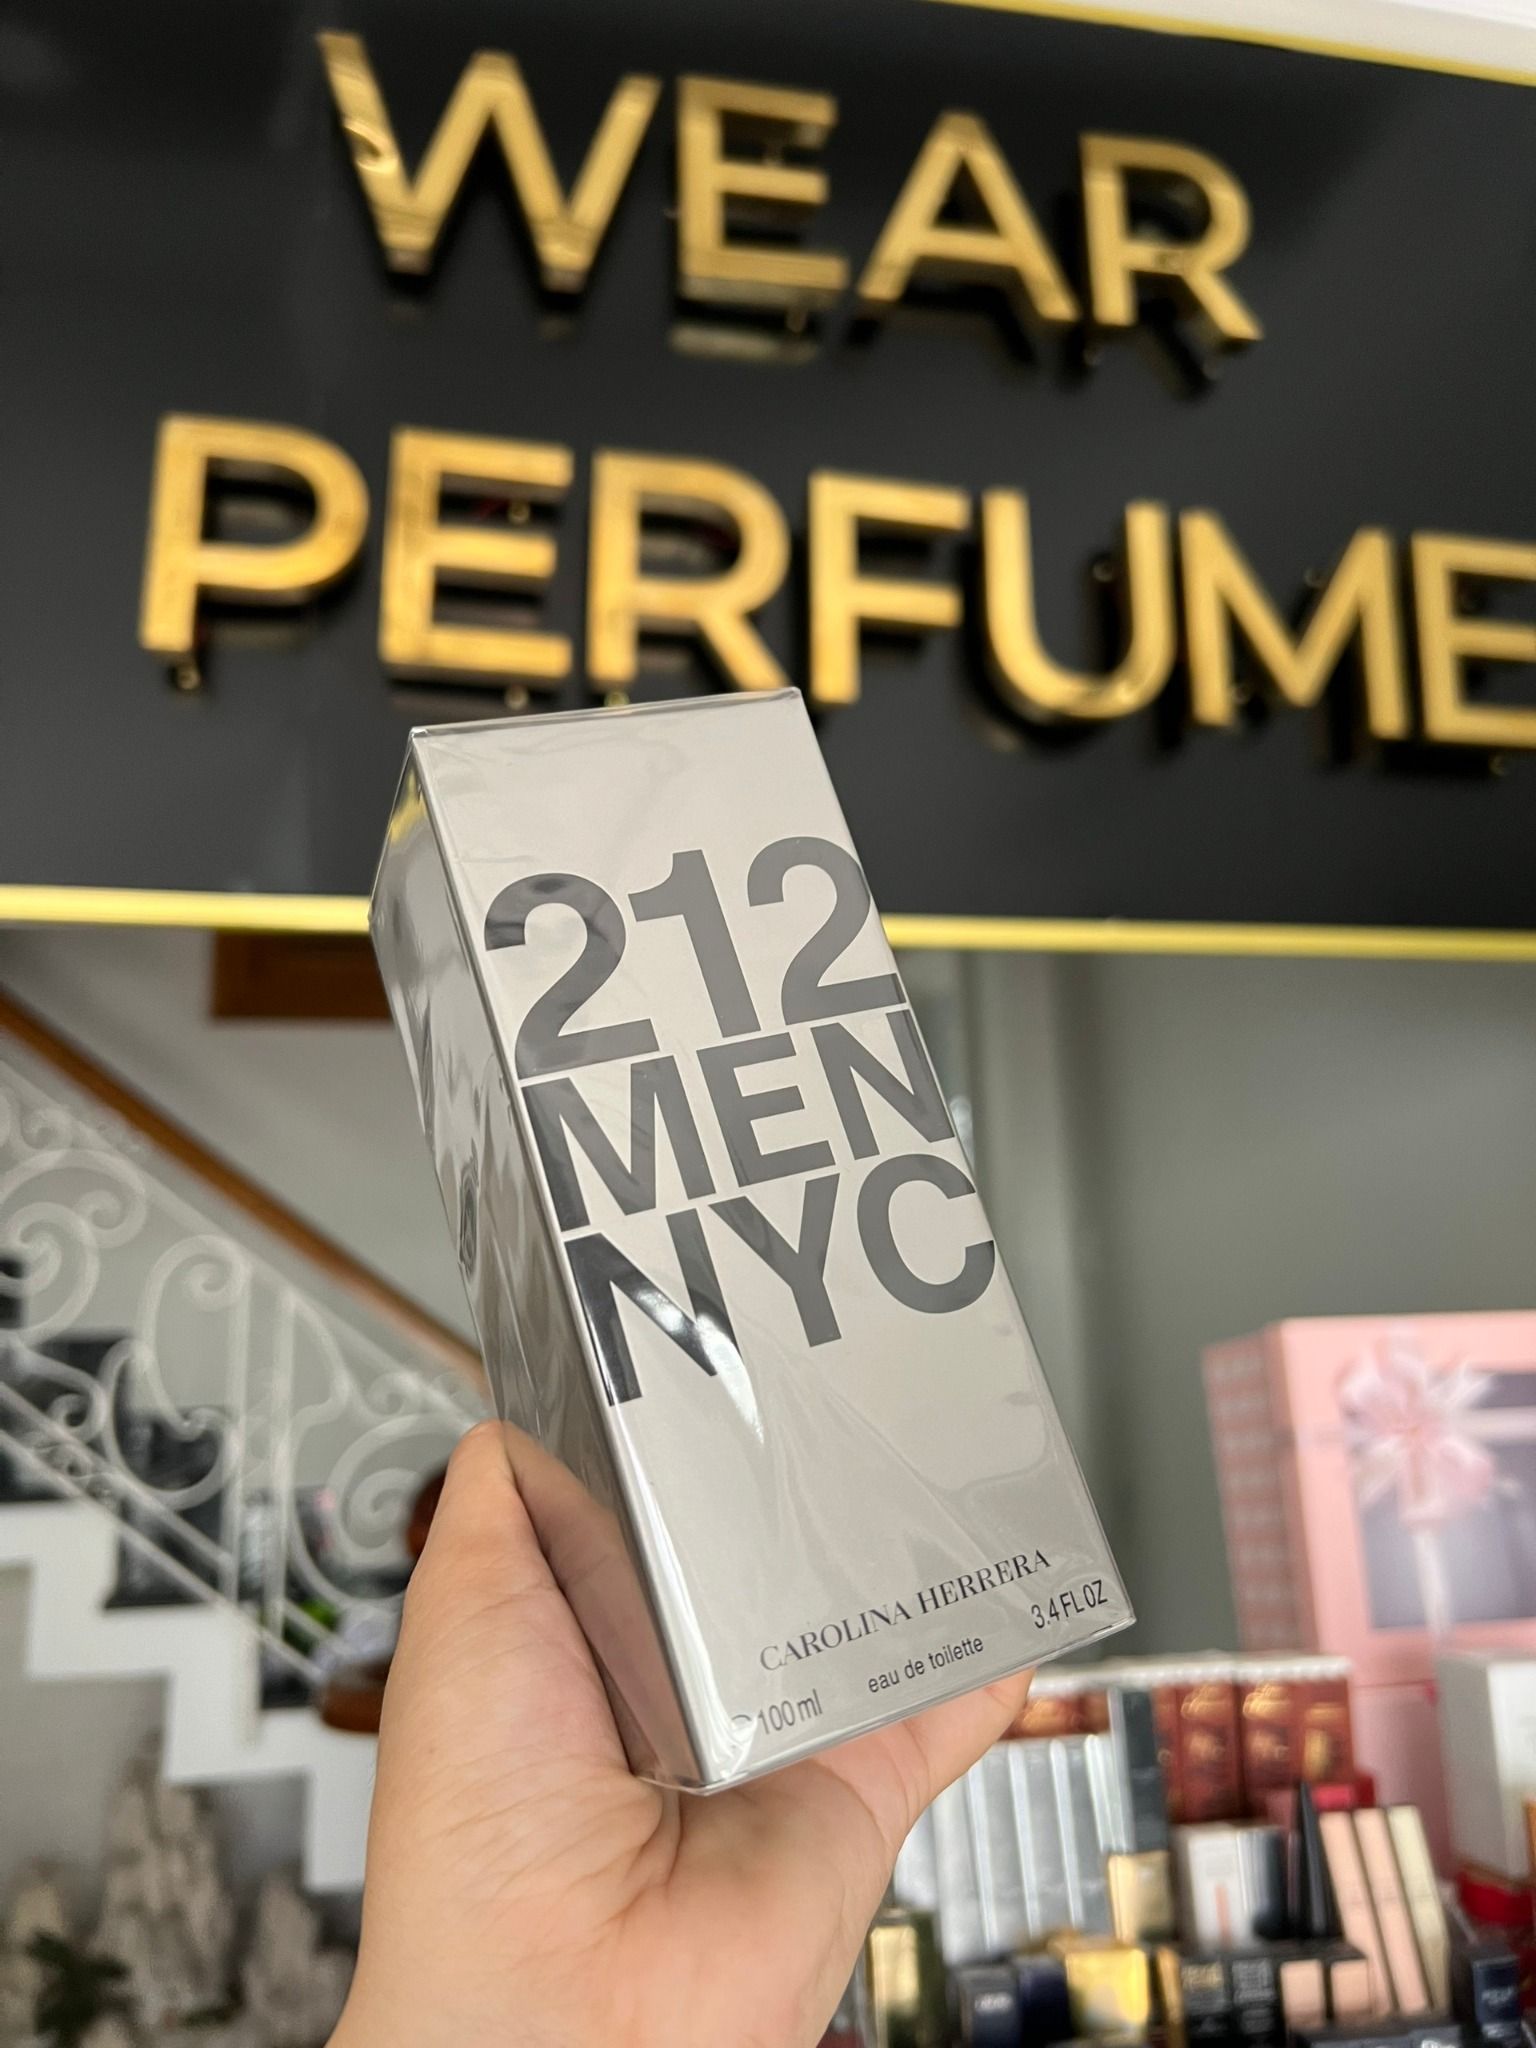 WEAR
PERFUME
212
MEN
NYC
CAROLINA HERRERA
100 ml eau de toilette 3.4 FL OZ